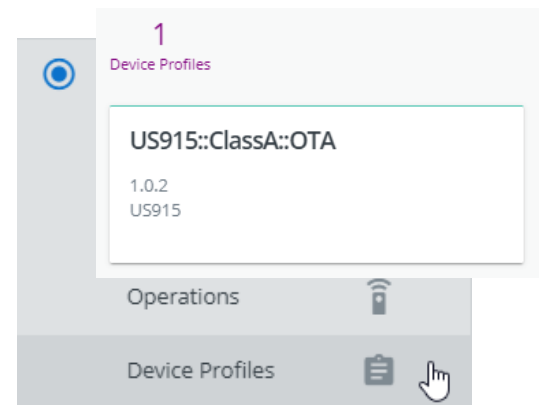 1
Device Profiles
US915::ClassA::OTA
1.0.2
US915
Operations
Device Profiles